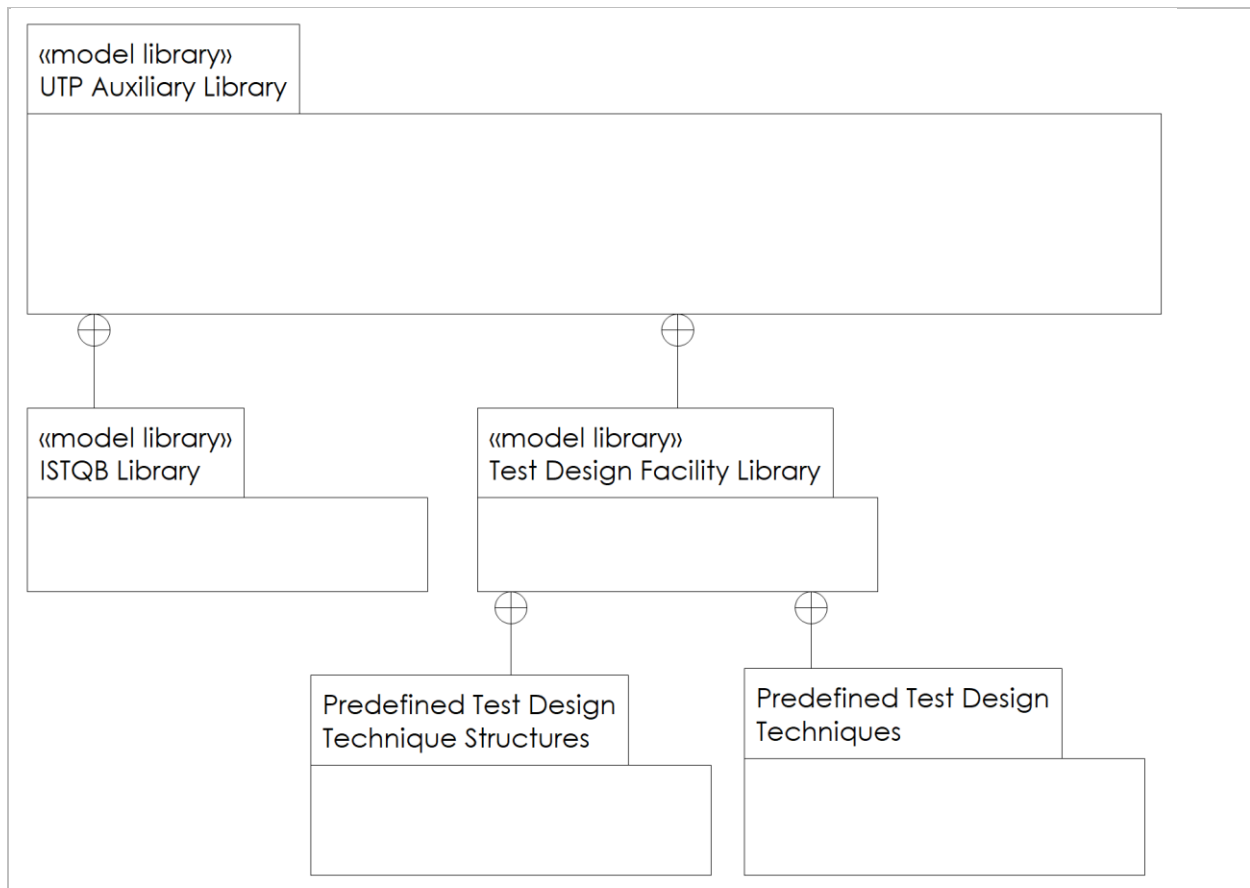 «model library»
UTP Auxiliary Library
«model library»
ISTQB Library
«model library»
Test Design Facility Library
Predefined Test Design
Technique Structures
Predefined Test Design
Techniques